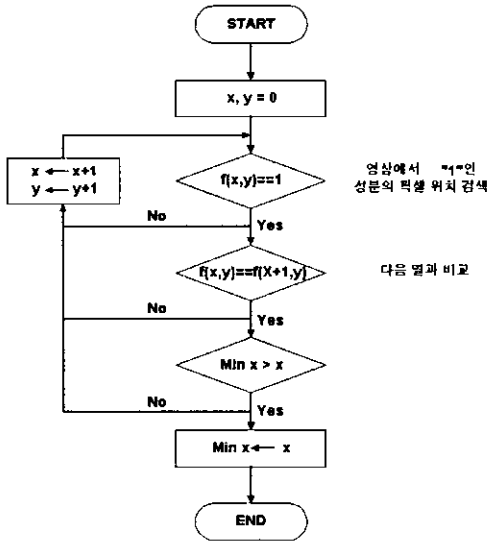 START
x, y = 0
x ← x+1
y ← y+1
f(x,y)==1
영상에서 "1"인
성분의 픽셀 위치 검색
No
Yes
f(x,y)==f(X+1,y)
다음 열과 비교
No
Yes
Min x > x
No
Yes
Min x ← x
END